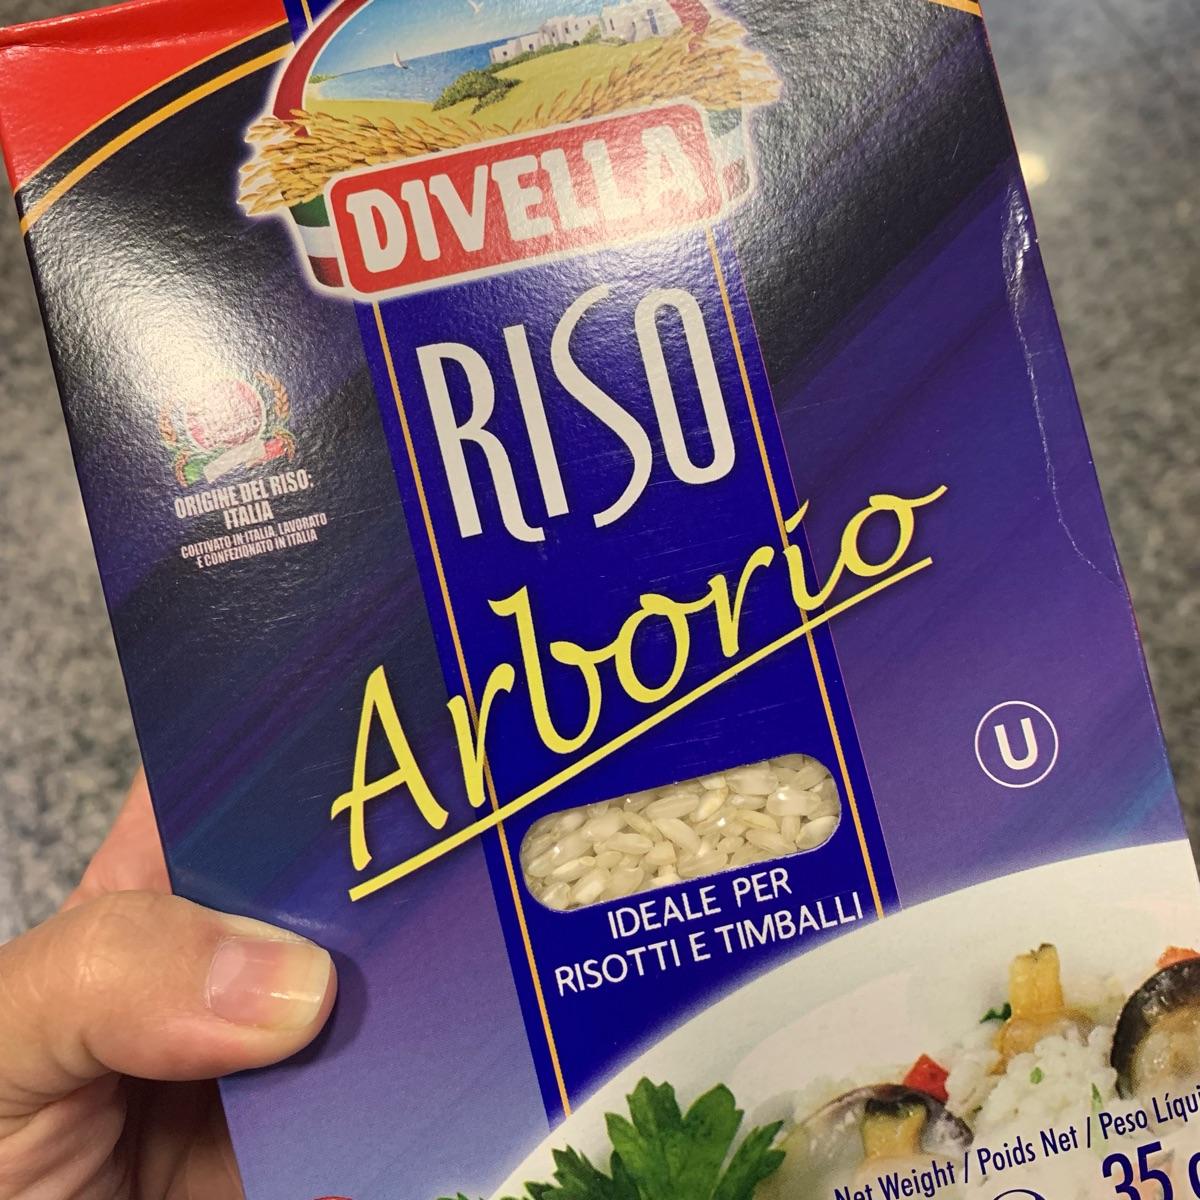 DIVELLA
RISO
Arborio
ORIGINE DEL RISO:
ITALIA
COLTIVATO IN ITALIA, LAVORATO
E CONFEZIONATO IN ITALIA
U
IDEALE PER
RISOTTI E TIMBALLI
Net Weight / Poids Net / Peso Líqui
35